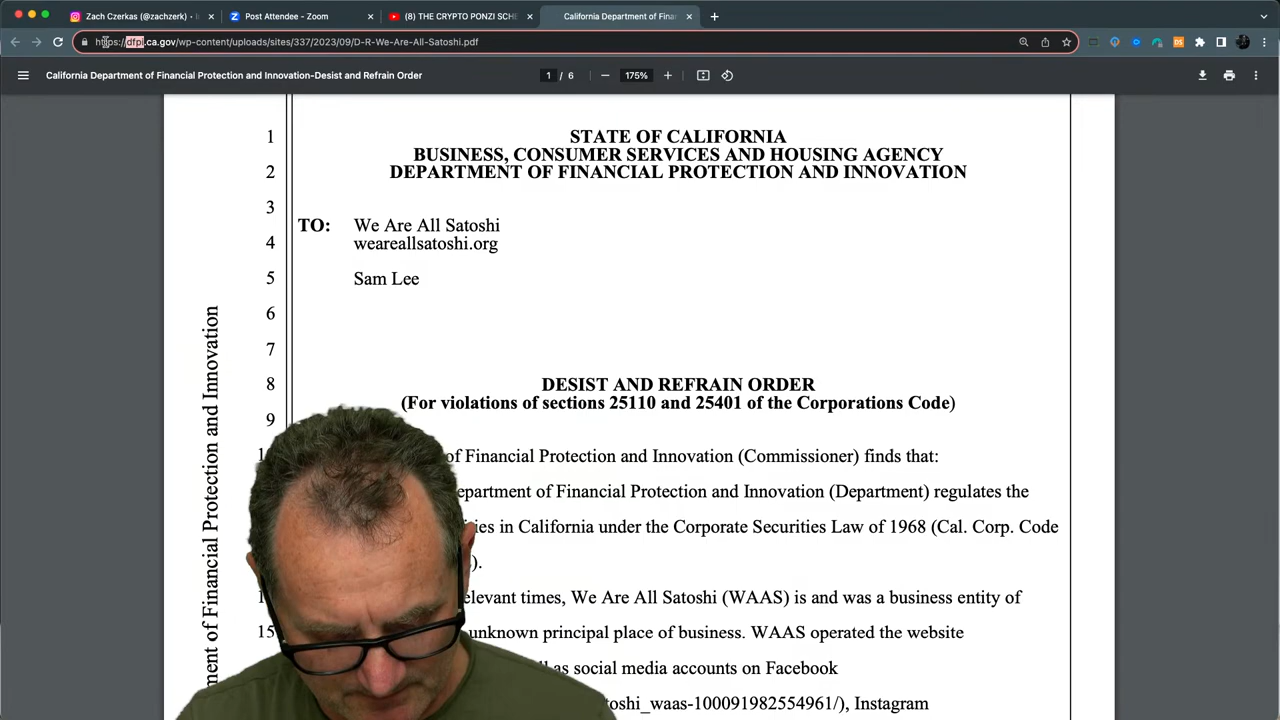 Zach Czerkas (@zachzerk) • I
Post Attendee - Zoom
(8) THE CRYPTO PONZI SCHE
California Department of Finan
https://dfpi.ca.gov/wp-content/uploads/sites/337/2023/09/D-R-We-Are-All-Satoshi.pdf
California Department of Financial Protection and Innovation-Desist and Refrain Order
1 / 6
175%
1 STATE OF CALIFORNIA
BUSINESS, CONSUMER SERVICES AND HOUSING AGENCY
2 DEPARTMENT OF FINANCIAL PROTECTION AND INNOVATION
3
TO: We Are All Satoshi
4 weareallsatoshi.org
5 Sam Lee
6
7
8 DESIST AND REFRAIN ORDER
(For violations of sections 25110 and 25401 of the Corporations Code)
9
of Financial Protection and Innovation (Commissioner) finds that:
epartment of Financial Protection and Innovation (Department) regulates the
ies in California under the Corporate Securities Law of 1968 (Cal. Corp. Code
).
elevant times, We Are All Satoshi (WAAS) is and was a business entity of
15 unknown principal place of business. WAAS operated the website
as social media accounts on Facebook
toshi_waas-100091982554961/), Instagram
ment of Financial Protection and Innovation